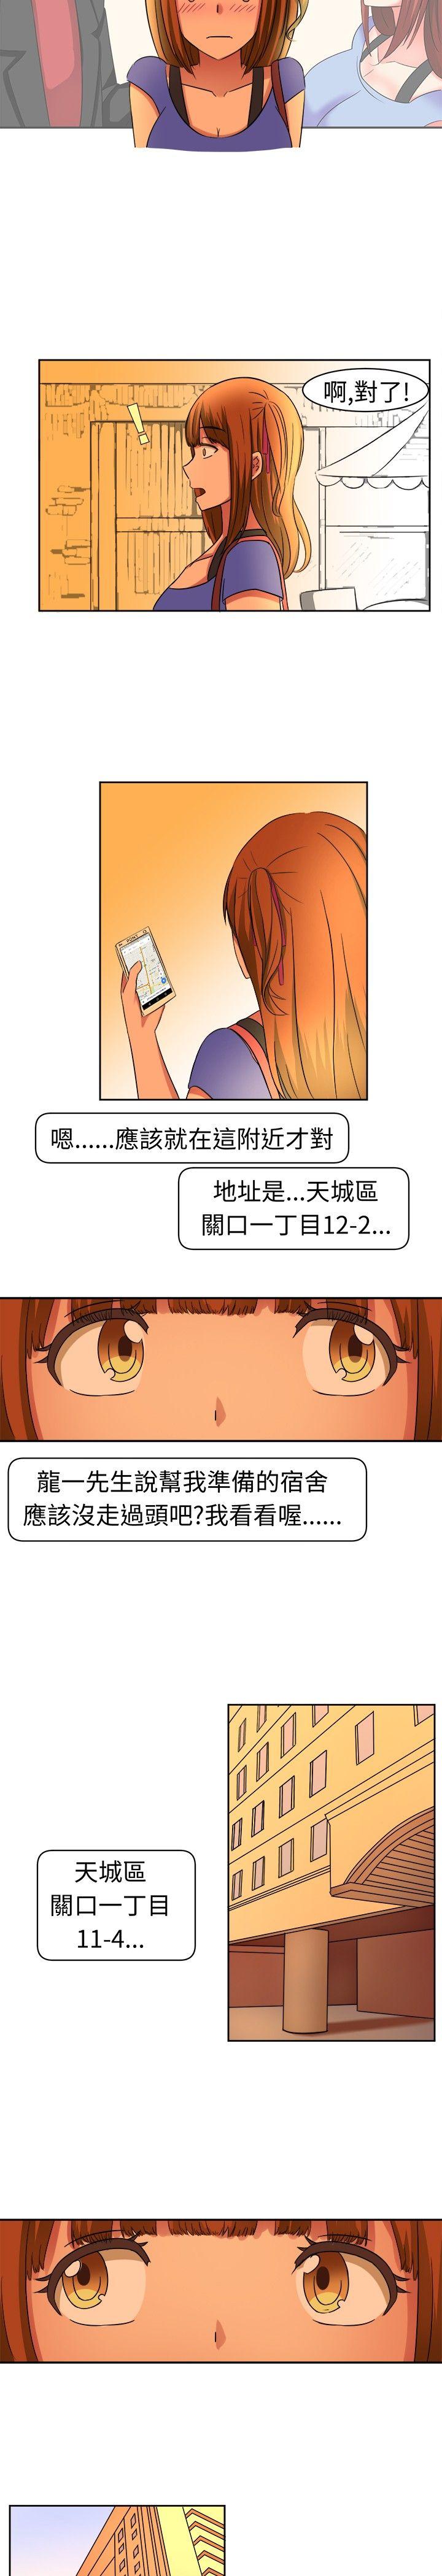 啊,對了!
嗯......應該就在這附近才對
地址是...天城區
關口一丁目12-2...
龍一先生說幫我準備的宿舍
應該沒走過頭吧?我看看喔......
天城區
關口一丁目
11-4...